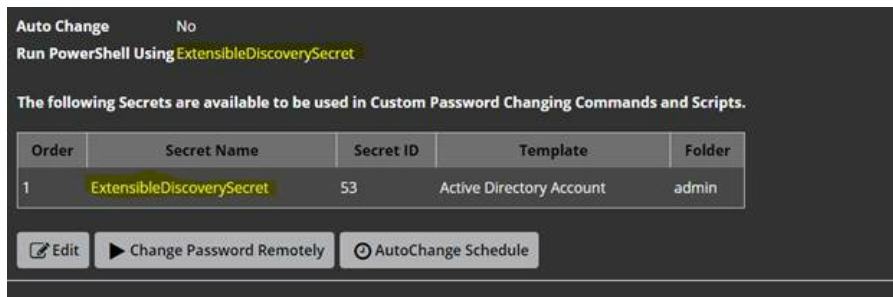 Auto Change No
Run PowerShell Using ExtensibleDiscoverySecret
The following Secrets are available to be used in Custom Password Changing Commands and Scripts.
Order Secret Name Secret ID Template Folder
1 ExtensibleDiscoverySecret 53 Active Directory Account admin
Edit Change Password Remotely AutoChange Schedule